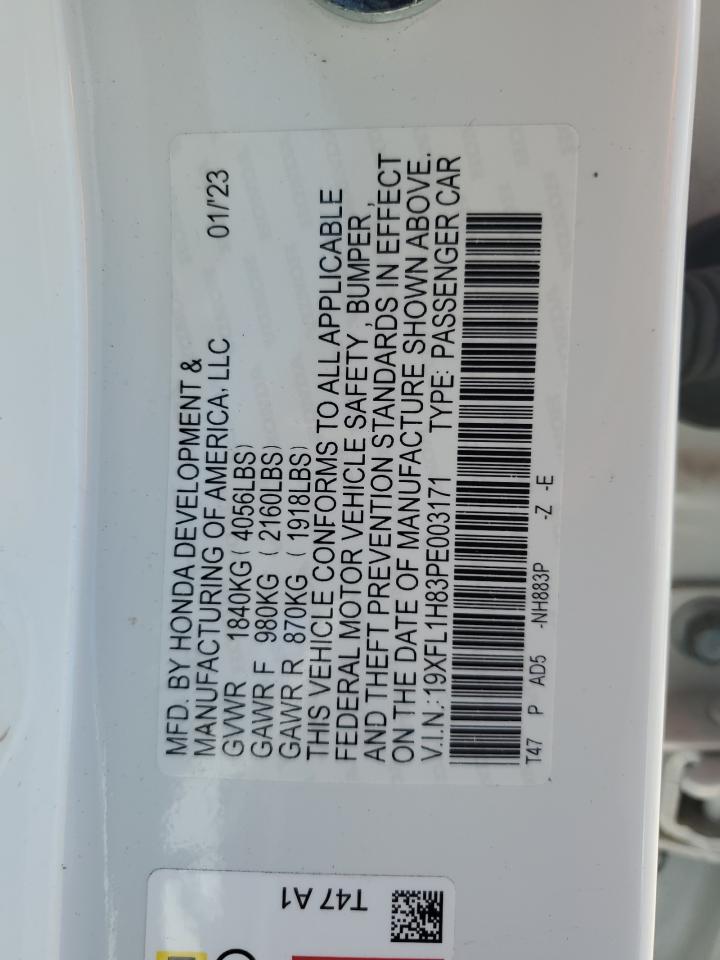 MFD. BY HONDA DEVELOPMENT &
MANUFACTURING OF AMERICA, LLC 01/'23
GVWR 1840KG ( 4056LBS)
GAWR F 980KG ( 2160LBS)
GAWR R 870KG ( 1918LBS)
THIS VEHICLE CONFORMS TO ALL APPLICABLE
FEDERAL MOTOR VEHICLE SAFETY , BUMPER ,
AND THEFT PREVENTION STANDARDS IN EFFECT
ON THE DATE OF MANUFACTURE SHOWN ABOVE.
V.I.N.:19XFL1H83PE003171 TYPE: PASSENGER CAR
T47 P AD5 -NH883P -Z -E
T47 A1